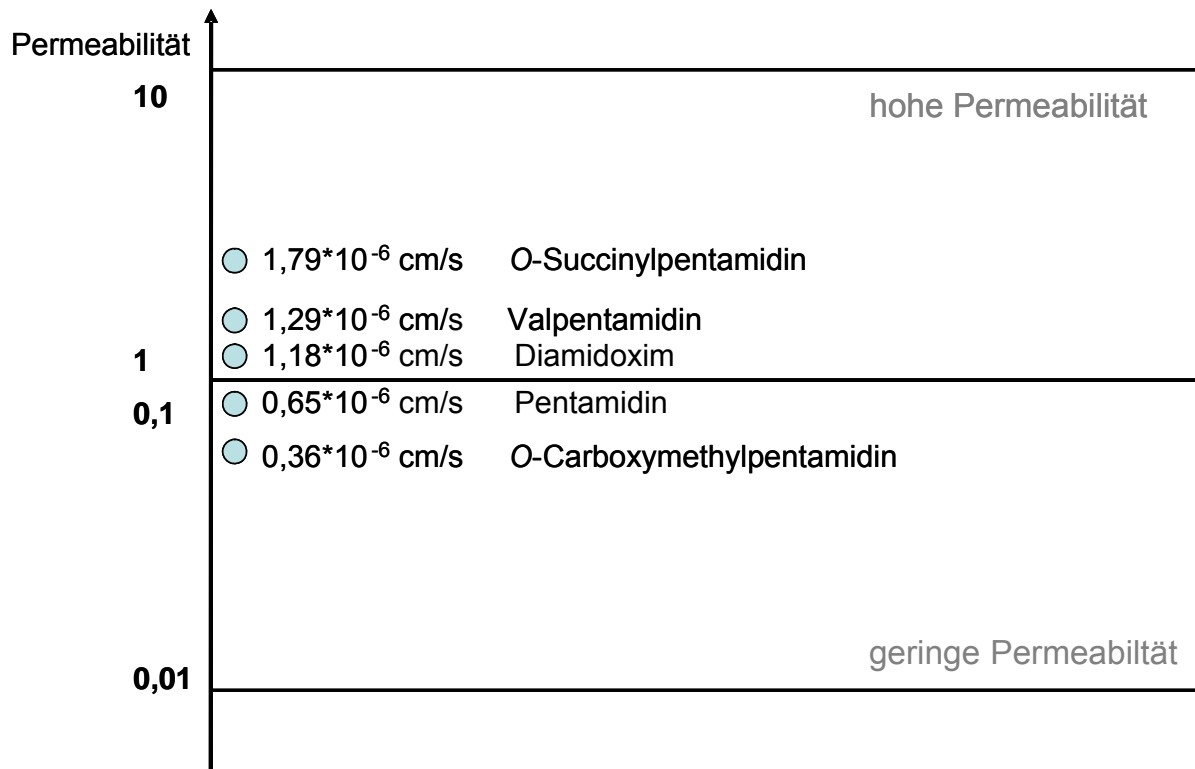 Permeabilität
10
hohe Permeabilität
1,79*10⁻⁶ cm/s O-Succinylpentamidin
1,29*10⁻⁶ cm/s Valpentamidin
1 1,18*10⁻⁶ cm/s Diamidoxim
0,1 0,65*10⁻⁶ cm/s Pentamidin
0,36*10⁻⁶ cm/s O-Carboxymethylpentamidin
geringe Permeabiltät
0,01